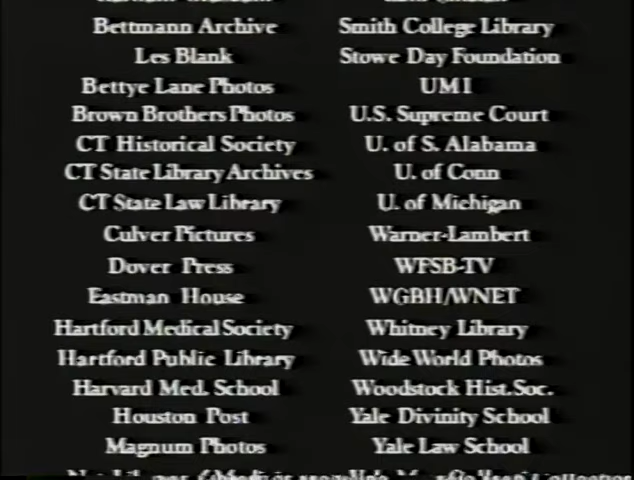 Bettmann Archive
Les Blank
Bettye Lane Photos
Brown Brothers Photos
CT Historical Society
CT State Library Archives
CT State Law Library
Culver Pictures
Dover Press
Eastman House
Hartford Medical Society
Hartford Public Library
Harvard Med. School
Houston Post
Magnum Photos
Smith College Library
Stowe Day Foundation
UMI
U.S. Supreme Court
U. of S. Alabama
U. of Conn
U. of Michigan
Warner-Lambert
WFSB-TV
WGBH/WNET
Whitney Library
Wide World Photos
Woodstock Hist.Soc.
Yale Divinity School
Yale Law School